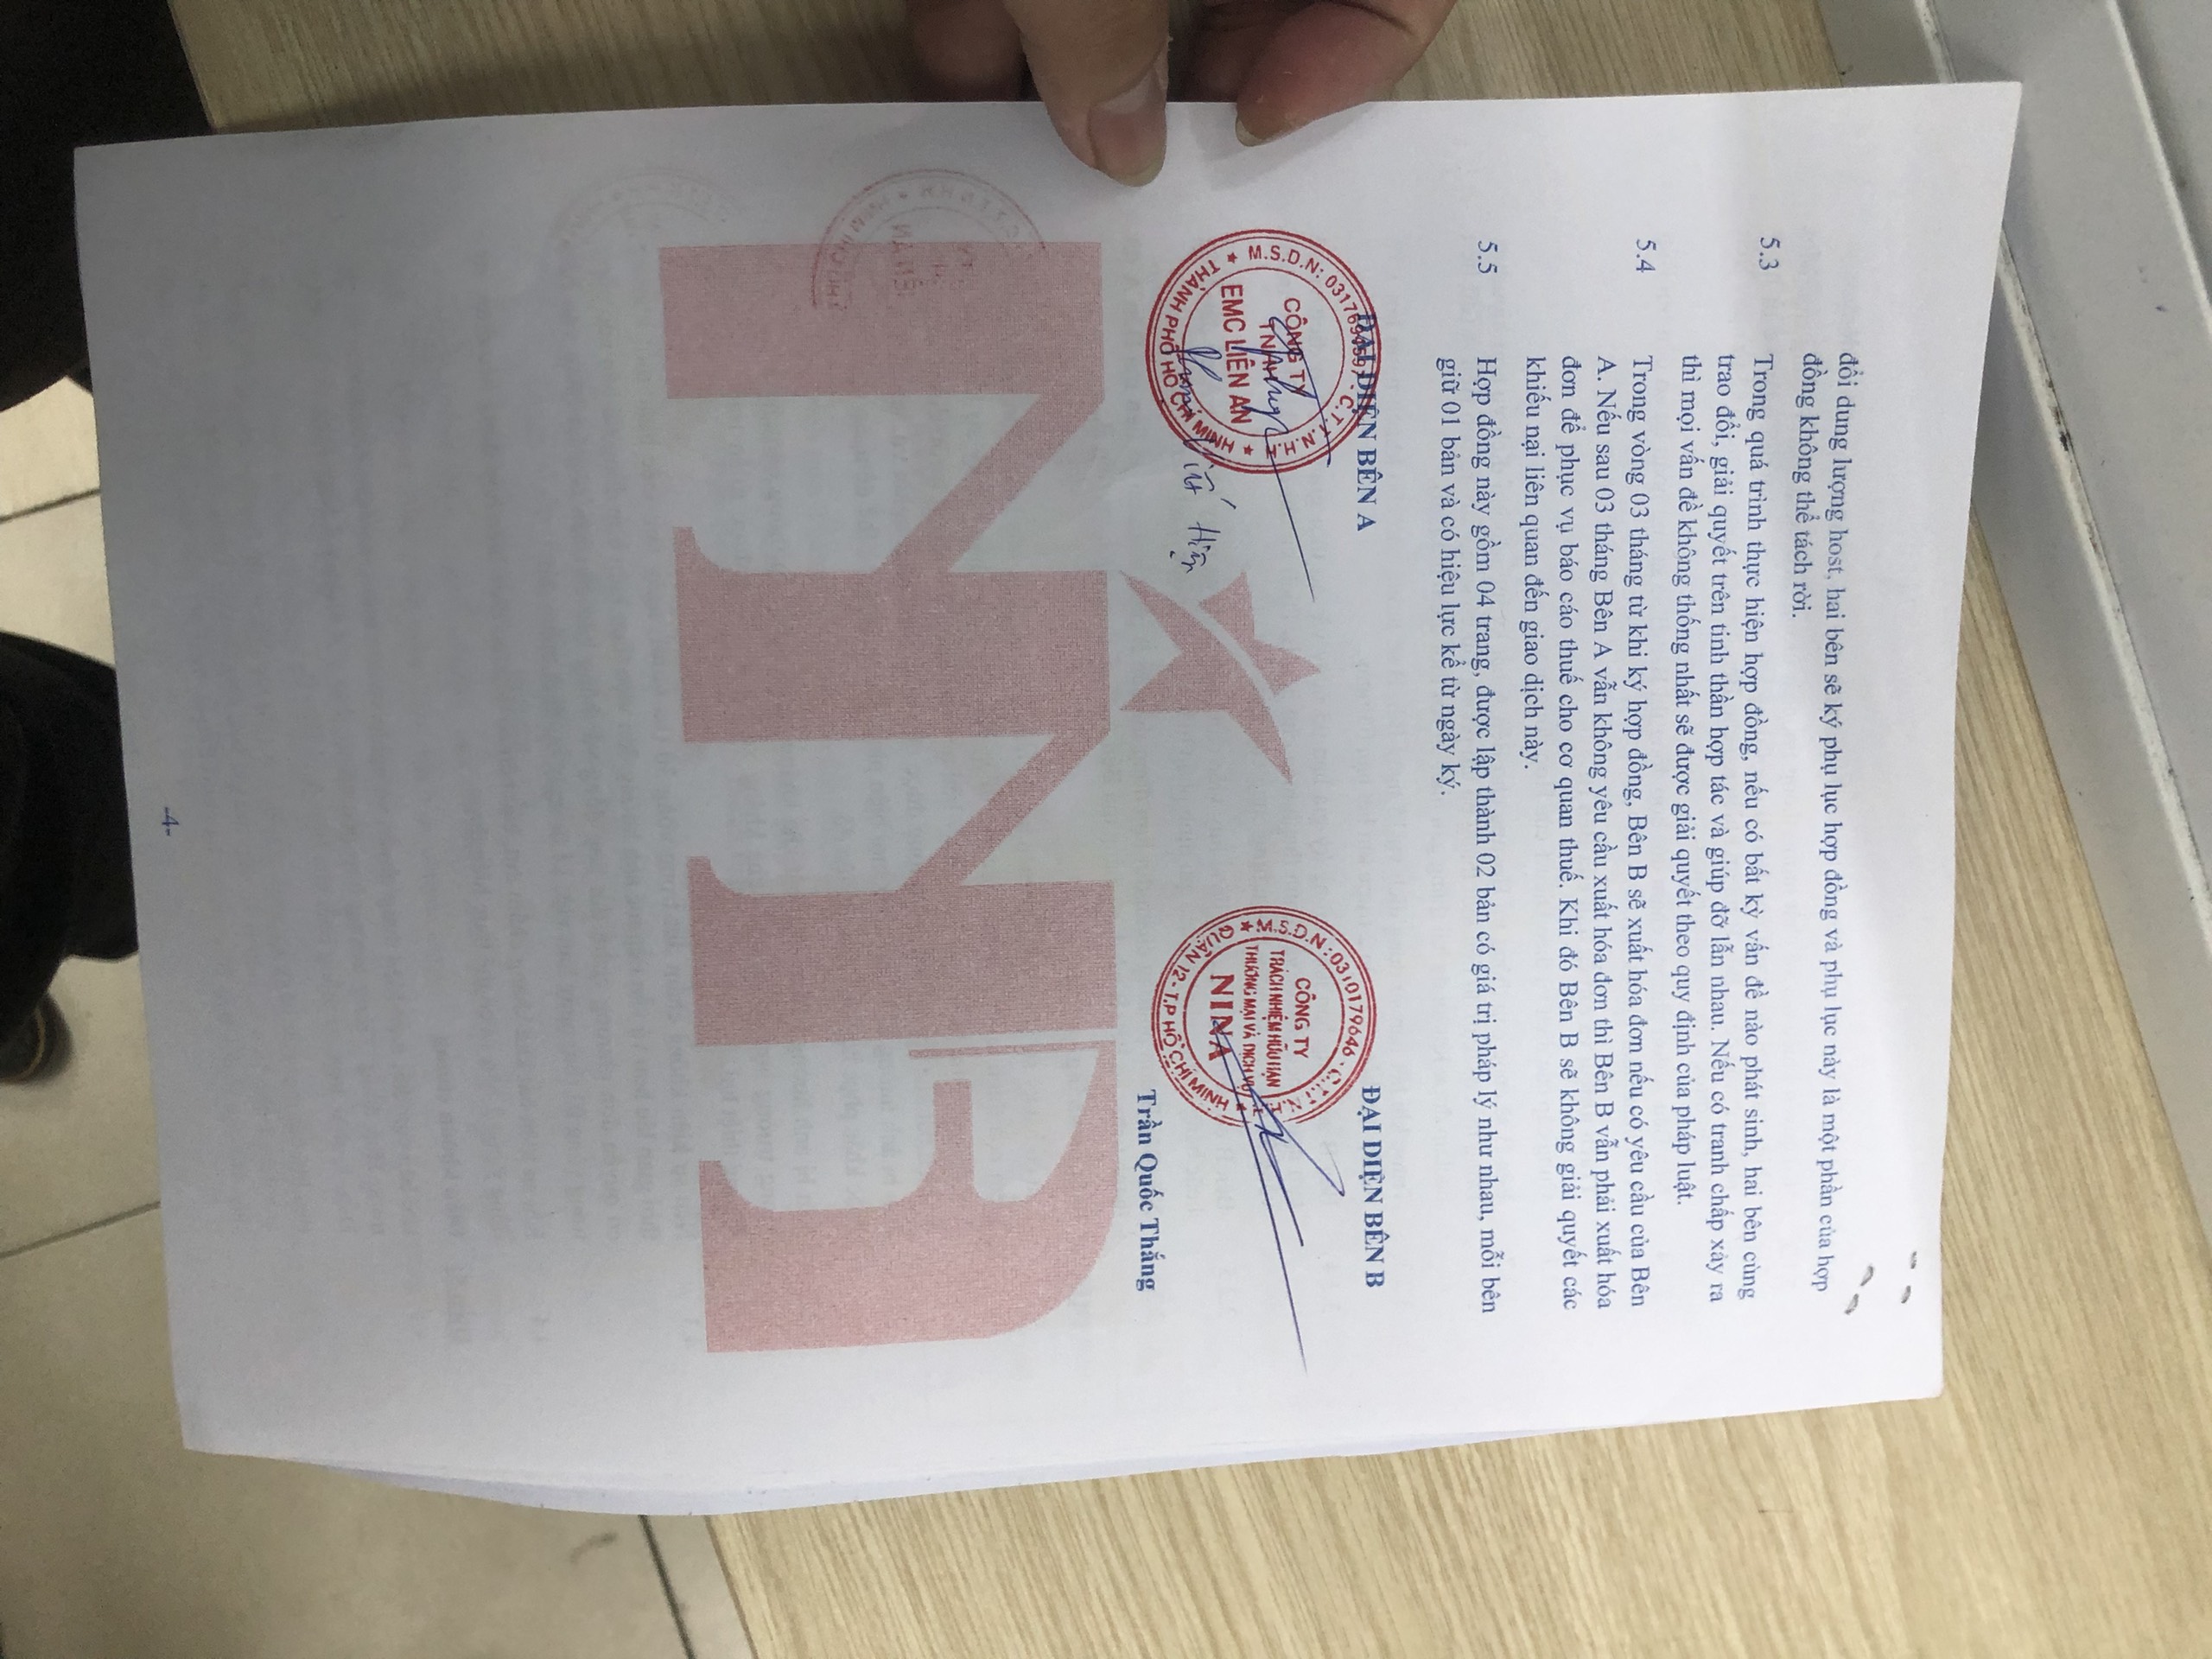 đổi dung lượng host, hai bên sẽ ký phụ lục hợp đồng và phụ lục này là một phần của hợp
đồng không thể tách rời.
5.3 Trong quá trình thực hiện hợp đồng, nếu có bất kỳ vấn đề nào phát sinh, hai bên cùng
trao đổi, giải quyết trên tinh thần hợp tác và giúp đỡ lẫn nhau. Nếu có tranh chấp xảy ra
thì mọi vấn đề không thống nhất sẽ được giải quyết theo quy định của pháp luật.
5.4 Trong vòng 03 tháng từ khi ký hợp đồng, Bên B sẽ xuất hóa đơn nếu có yêu cầu của Bên
A. Nếu sau 03 tháng Bên A vẫn không yêu cầu xuất hóa đơn thì Bên B vẫn phải xuất hóa
đơn để phục vụ báo cáo thuế cho cơ quan thuế. Khi đó Bên B sẽ không giải quyết các
khiếu nại liên quan đến giao dịch này.
5.5 Hợp đồng này gồm 04 trang, được lập thành 02 bản có giá trị pháp lý như nhau, mỗi bên
giữ 01 bản và có hiệu lực kể từ ngày ký.
ĐẠI DIỆN BÊN A
ĐẠI DIỆN BÊN B
CÔNG TY
TNHH
EMC LIÊN AN
THÀNH PHỐ HỒ CHÍ MINH
M.S.D.N: 0310179646
CÔNG TY
TRÁCH NHIỆM HỮU HẠN
THƯƠNG MẠI VÀ DỊCH VỤ
NINA
QUẬN 12 - T.P HỒ CHÍ MINH
Hiện
Trần Quốc Thắng
-4-